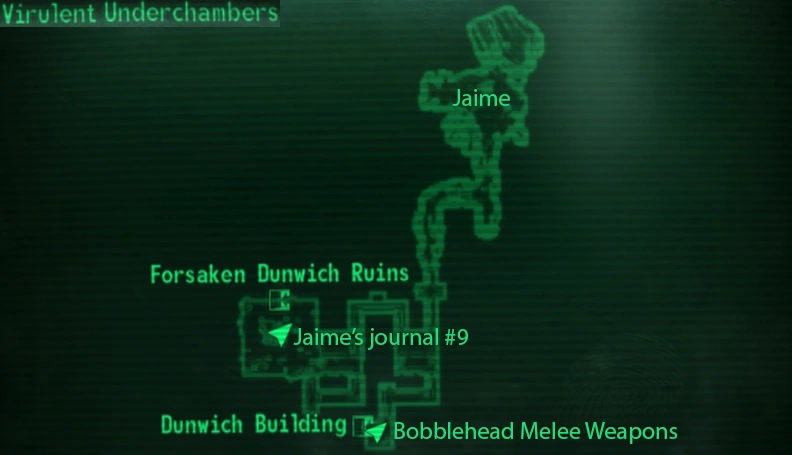 Virulent Underchambers
Jaime
Forsaken Dunwich Ruins
Jaime's journal #9
Dunwich Building
Bobblehead Melee Weapons